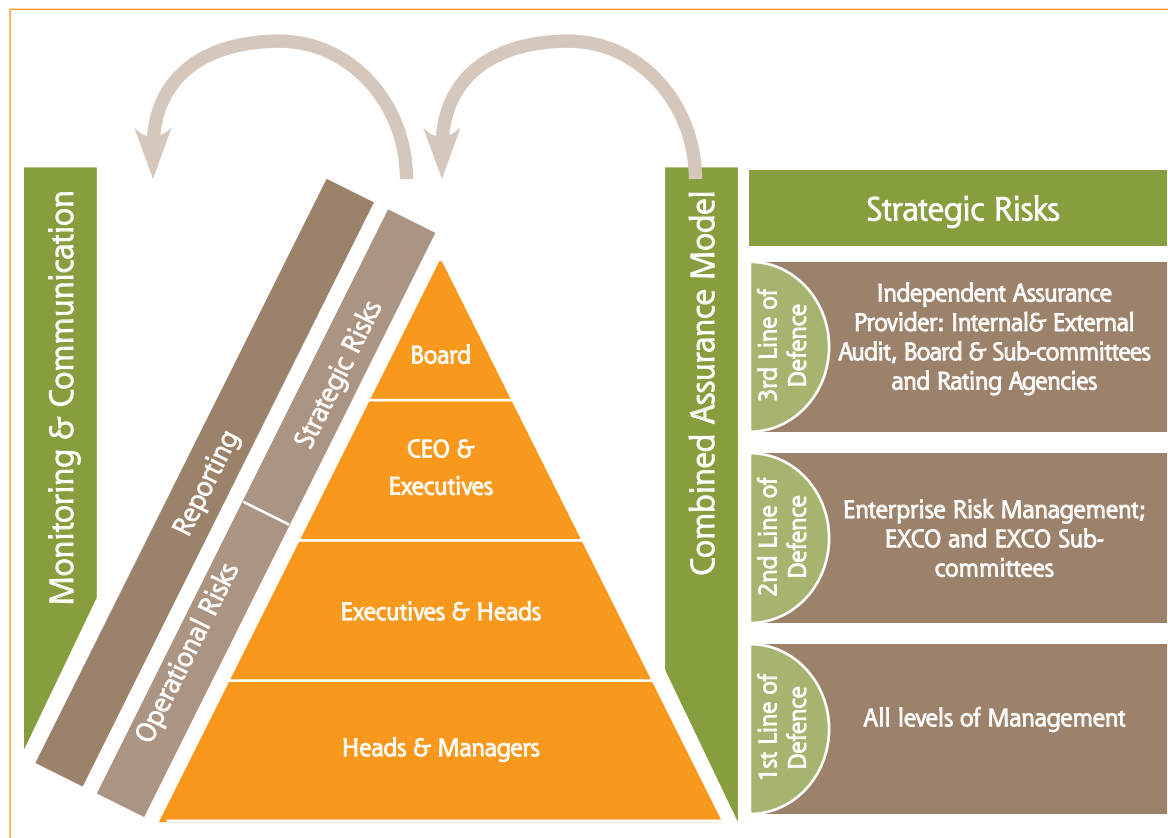 Monitoring & Communication
Reporting
Strategic Risks
Operational Risks
Board
CEO &
Executives
Executives & Heads
Heads & Managers
Combined Assurance Model
Strategic Risks
3rd Line of
Defence
Independent Assurance
Provider: Internal& External
Audit, Board & Sub-committees
and Rating Agencies
2nd Line of
Defence
Enterprise Risk Management;
EXCO and EXCO Sub-
committees
1st Line of
Defence
All levels of Management